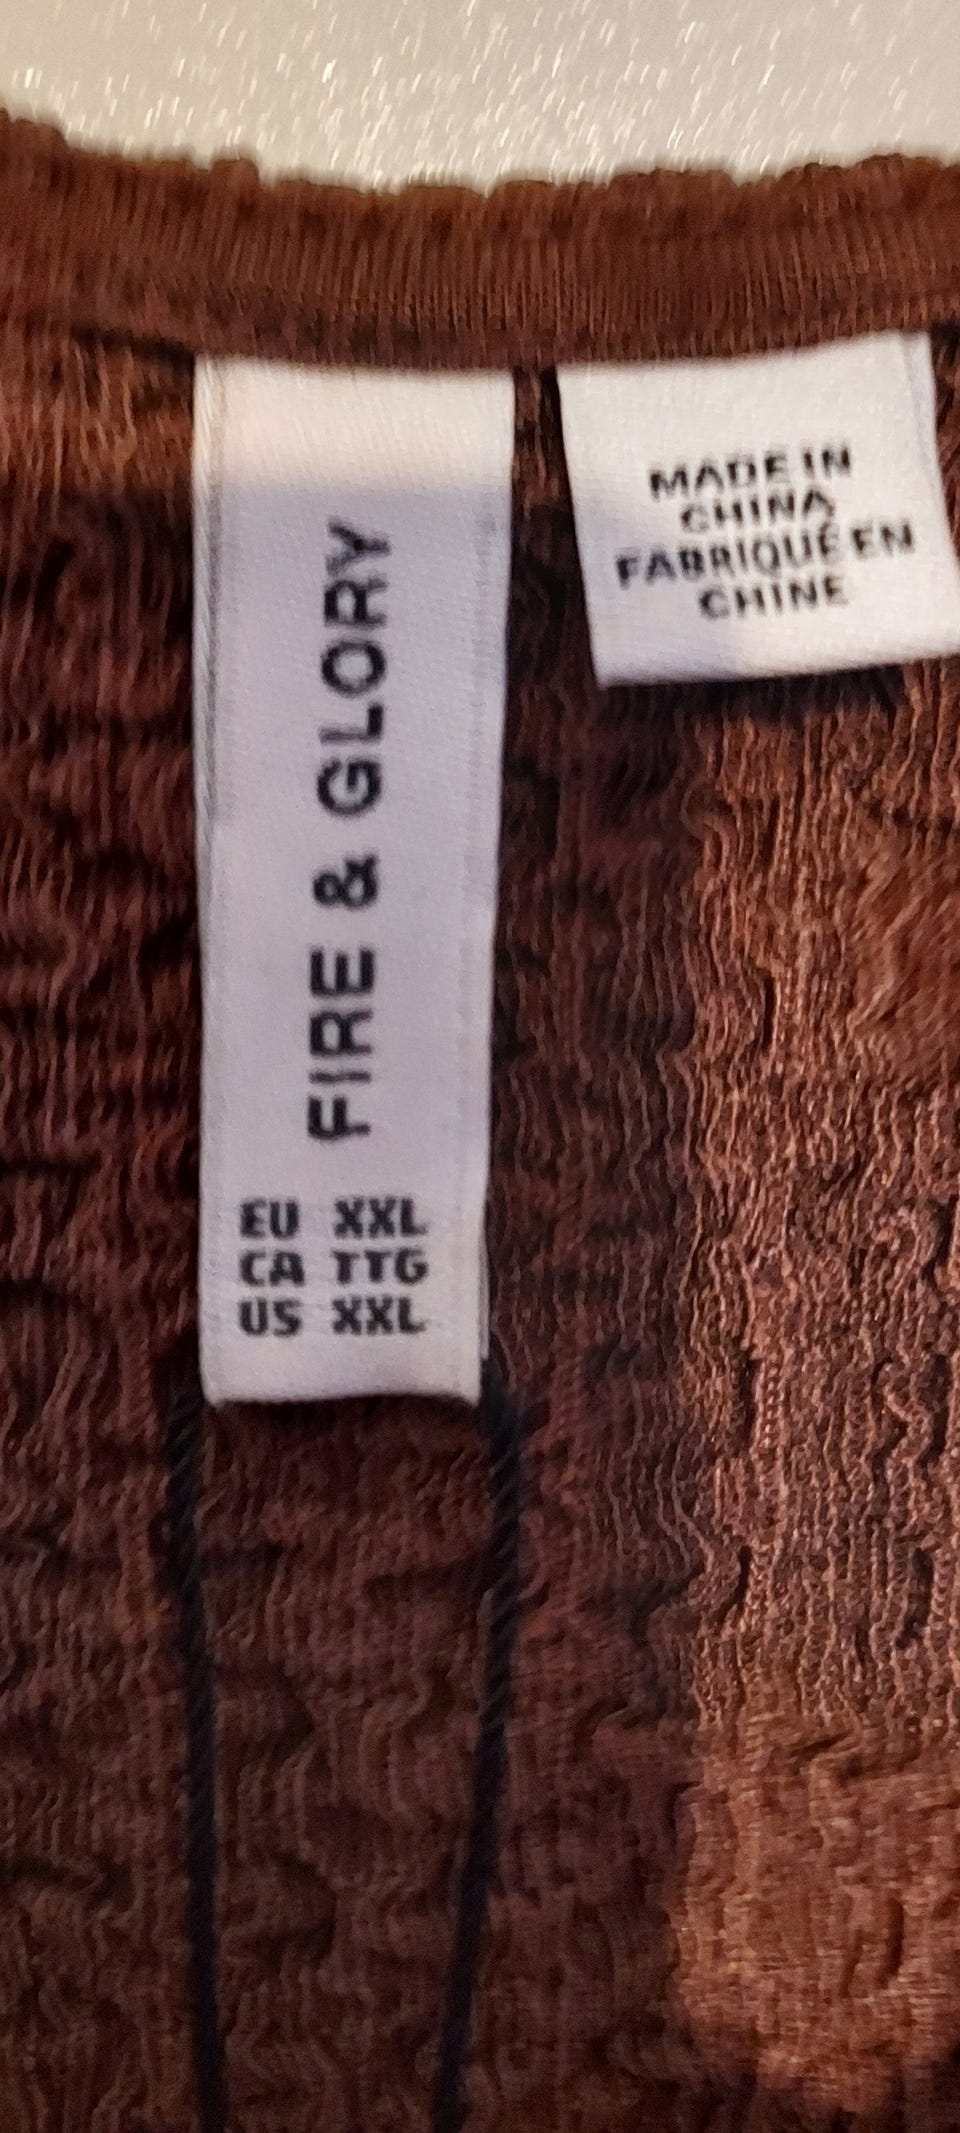 FIRE & GLORY
EU XXL
CA TTG
US XXL
MADE IN
CHINA
FABRIQUÉ EN
CHINE